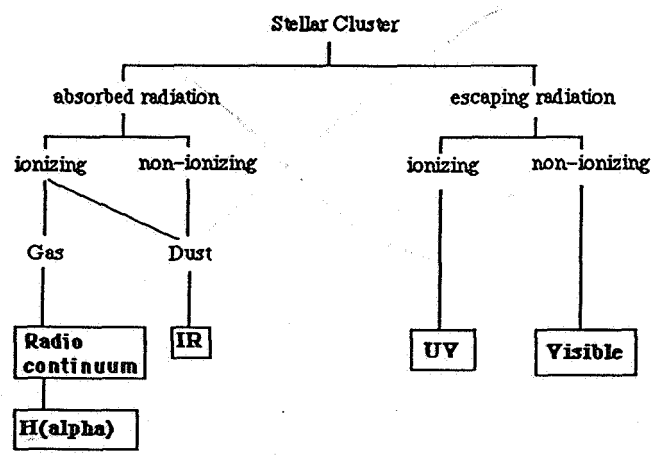 Stellar Cluster
absorbed radiation
escaping radiation
ionizing
non-ionizing
ionizing
non-ionizing
Gas
Dust
Radio
continuum
IR
UV
Visible
H(alpha)